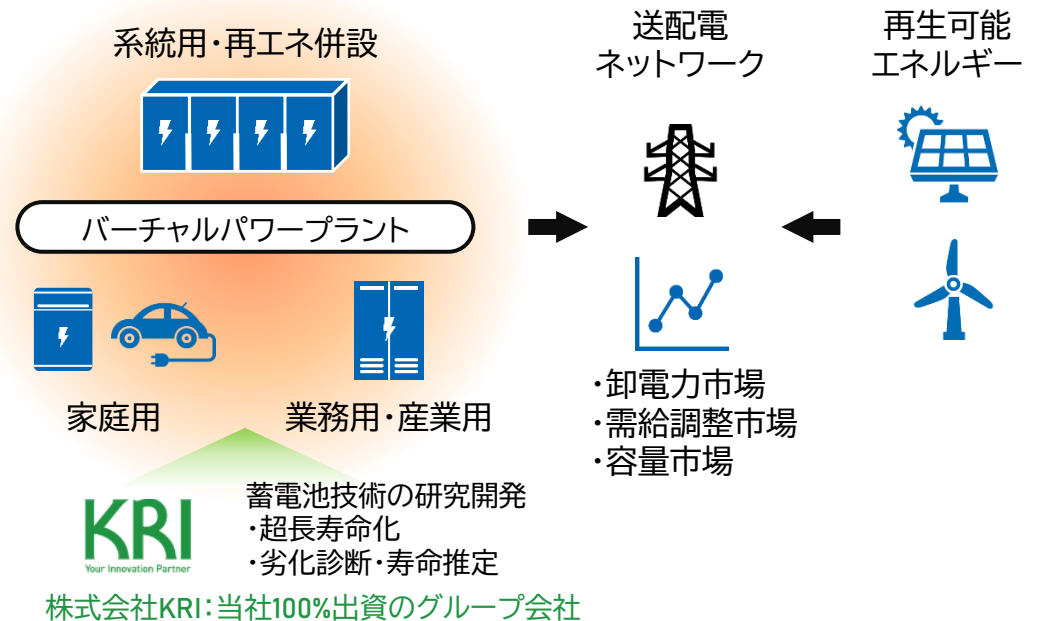 系統用・再エネ併設
バーチャルパワープラント
家庭用
業務用・産業用
KRI
Your Innovation Partner
蓄電池技術の研究開発
・超長寿命化
・劣化診断・寿命推定
株式会社KRI：当社100%出資のグループ会社
送配電
ネットワーク
・卸電力市場
・需給調整市場
・容量市場
再生可能
エネルギー